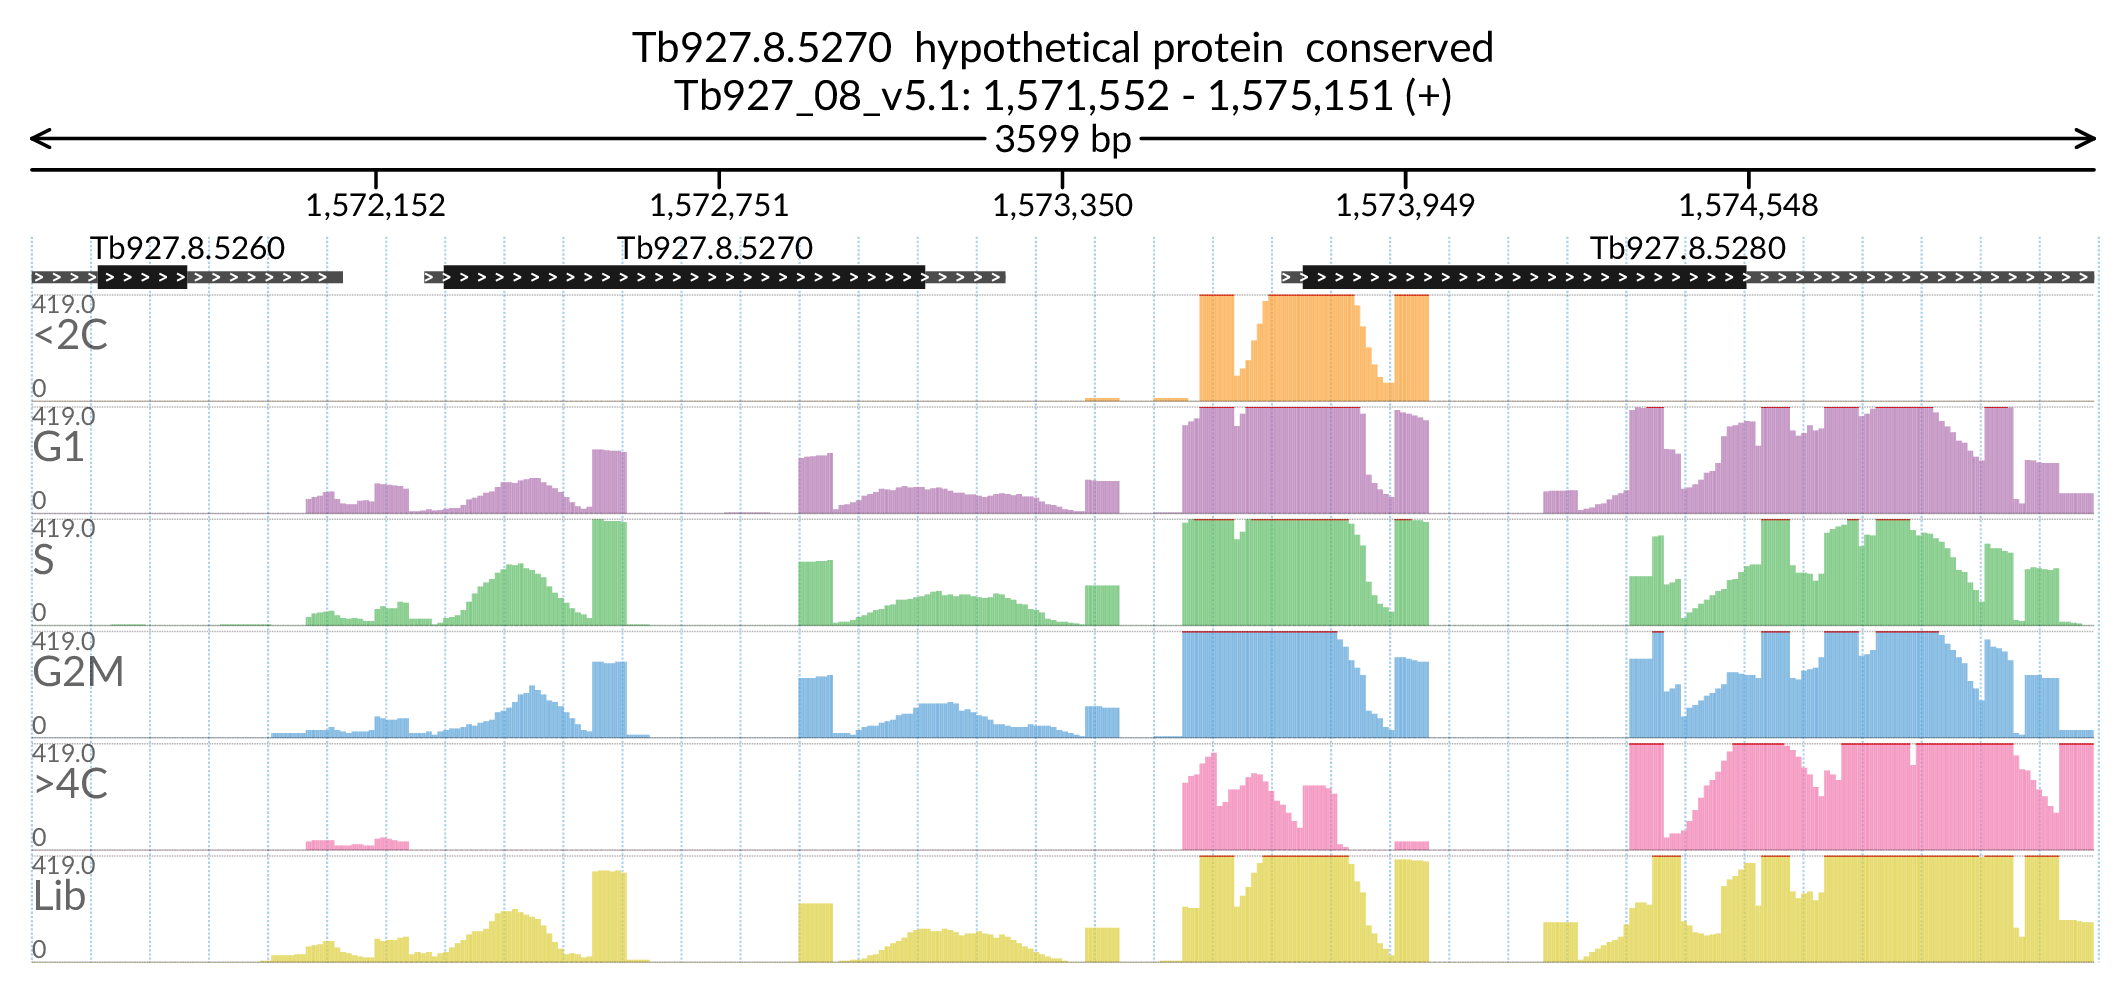 Tb927.8.5270  hypothetical protein  conserved
Tb927_08_v5.1: 1,571,552 - 1,575,151 (+)
3599 bp
1,572,152 1,572,751 1,573,350 1,573,949 1,574,548
Tb927.8.5260 Tb927.8.5270 Tb927.8.5280
419.0
<2C
0
419.0
G1
0
419.0
S
0
419.0
G2M
0
419.0
>4C
0
419.0
Lib
0